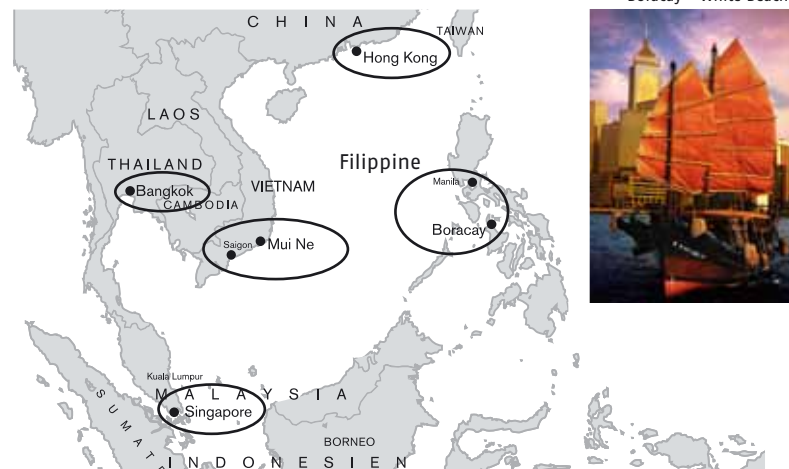 Boracay – White Beach
C H I N A
TAIWAN
Hong Kong
LAOS
THAILAND
Filippine
Bangkok
VIETNAM
Manila
CAMBODIA
Boracay
Saigon
Mui Ne
Kuala Lumpur
M A L A Y S I A
Singapore
S U M A T
BORNEO
I N D O N E S I E N